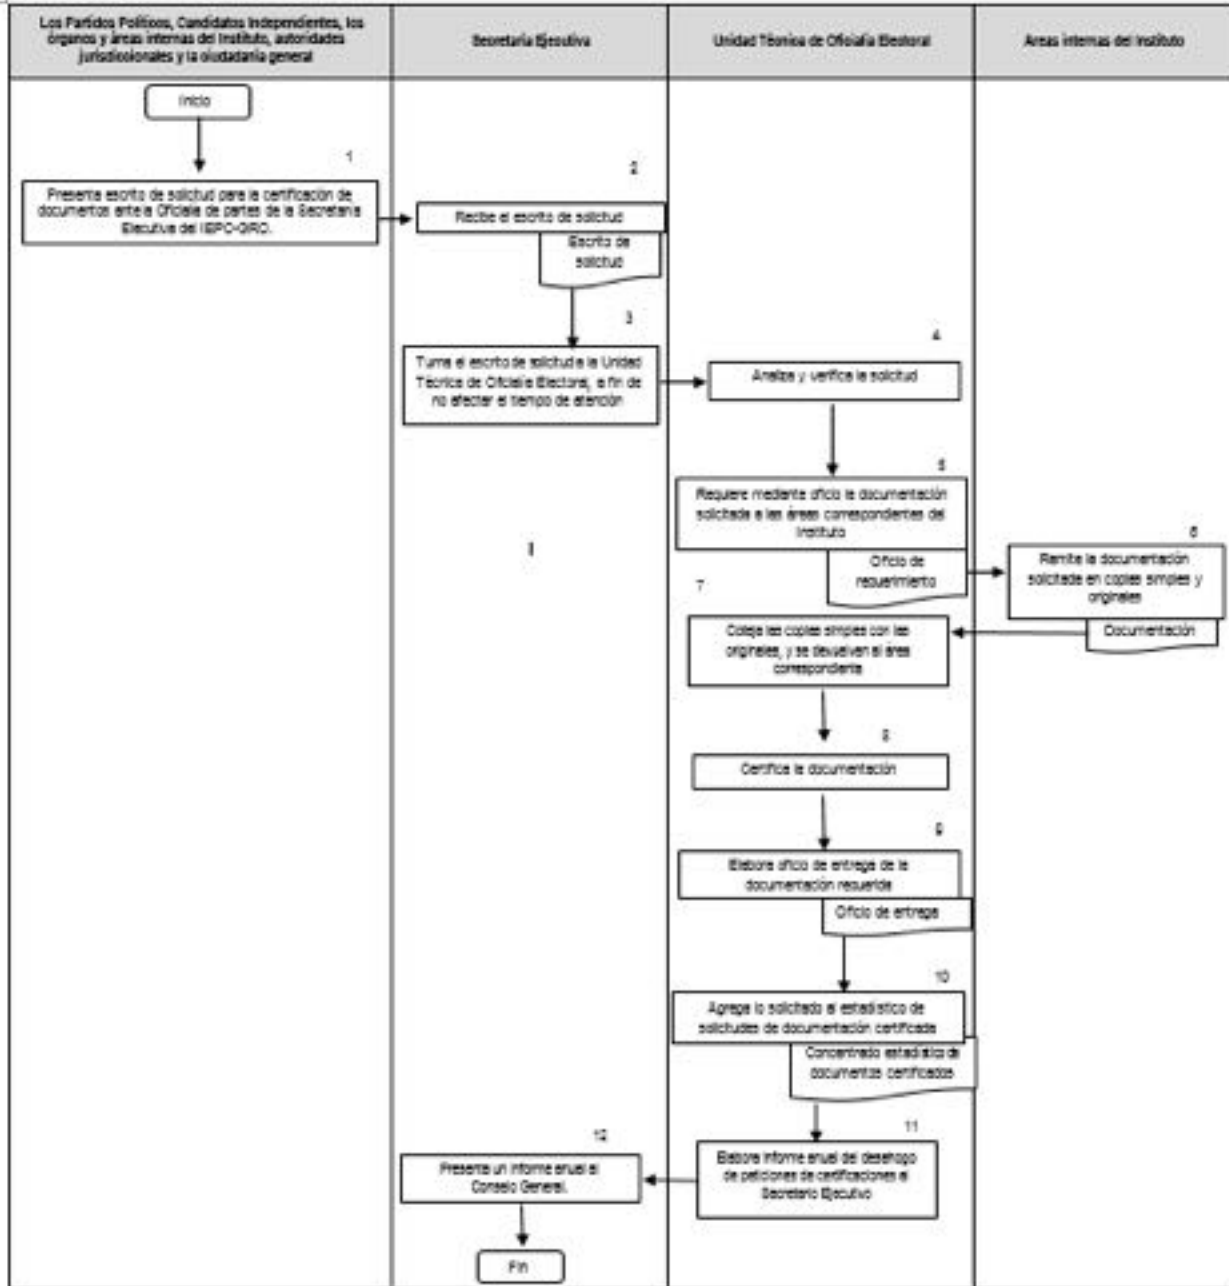 Los Partidos Políticos, Candidatos Independientes, los
órganos y áreas internas del Instituto, autoridades
jurisdiccionales y la ciudadanía general
Secretaría Ejecutiva
Unidad Técnica de Oficialía Electoral
Áreas internas del Instituto
Inicio
1
Presenta escrito de solicitud para la certificación de
documentos ante la Oficialía de partes de la Secretaría
Ejecutiva del IEPC-GRO.
2
Recibe el escrito de solicitud
Escrito de
solicitud
3
Turna el escrito de solicitud a la Unidad
Técnica de Oficialía Electoral, a fin de
no afectar el tiempo de atención
4
Analiza y verifica la solicitud
5
Requiere mediante oficio la documentación
solicitada a las áreas correspondientes del
Instituto
Oficio de
requerimiento
6
Remite la documentación
solicitada en copias simples y
originales
Documentación
7
Coteja las copias simples con las
originales, y se devuelven al área
correspondiente
8
Certifica la documentación
9
Elabora oficio de entrega de la
documentación requerida
Oficio de entrega
10
Agrega lo solicitado al estadístico de
solicitudes de documentación certificada
Concentrado estadístico de
documentos certificados
11
Elabora informe anual del desahogo
de peticiones de certificaciones al
Secretario Ejecutivo
12
Presenta un informe anual al
Consejo General.
Fin